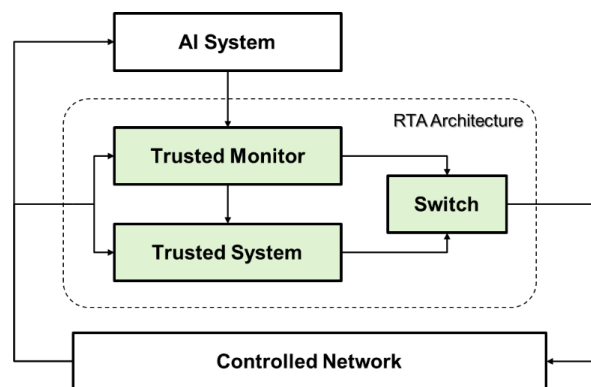 AI System
RTA Architecture
Trusted Monitor
Switch
Trusted System
Controlled Network